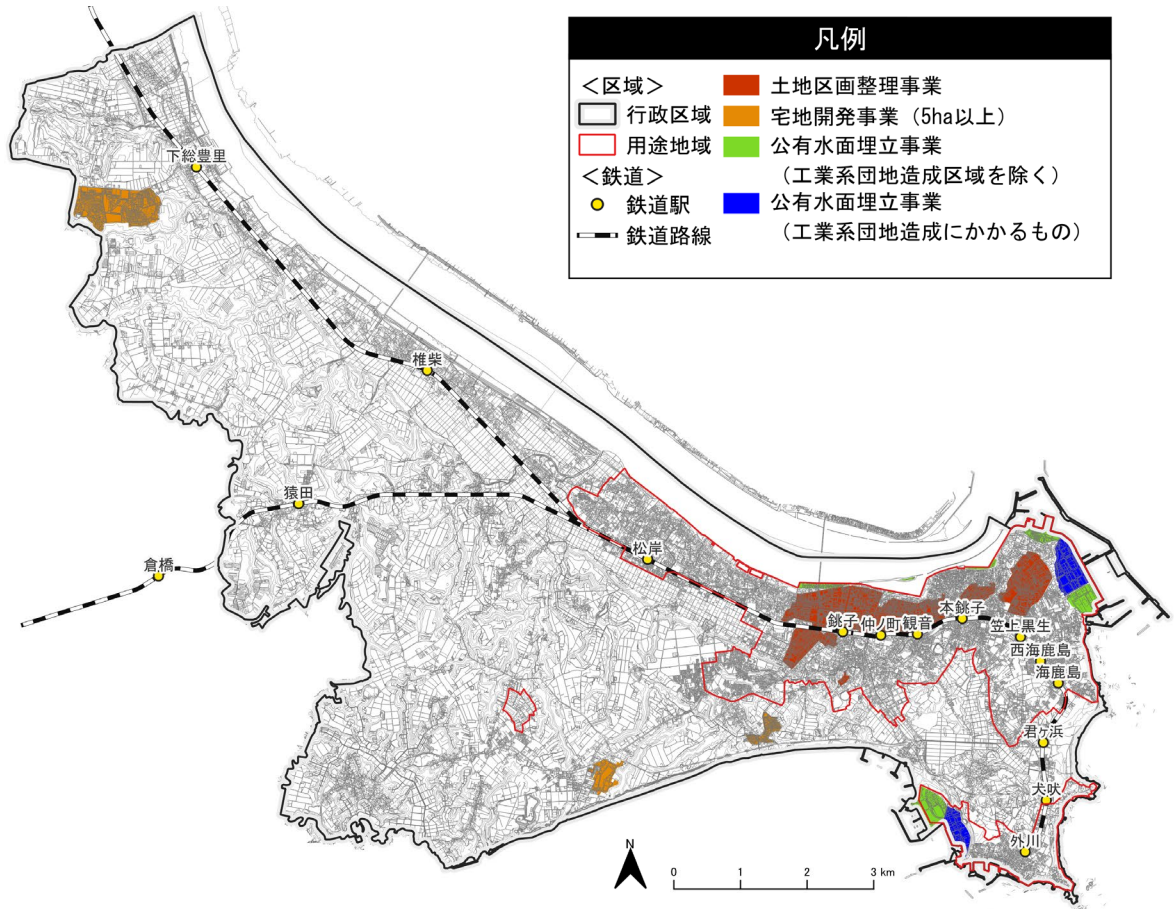 凡例
＜区域＞
行政区域
用途地域
＜鉄道＞
鉄道駅
鉄道路線
土地区画整理事業
宅地開発事業（5ha以上）
公有水面埋立事業
（工業系団地造成区域を除く）
公有水面埋立事業
（工業系団地造成にかかるもの）
下総豊里
椎柴
猿田
倉橋
松岸
銚子
仲ノ町
観音
本銚子
笠上黒生
西海鹿島
海鹿島
君ヶ浜
犬吠
外川
N
0 1 2 3 km